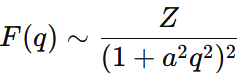 F(q) ∼ Z / (1 + a²q²)²